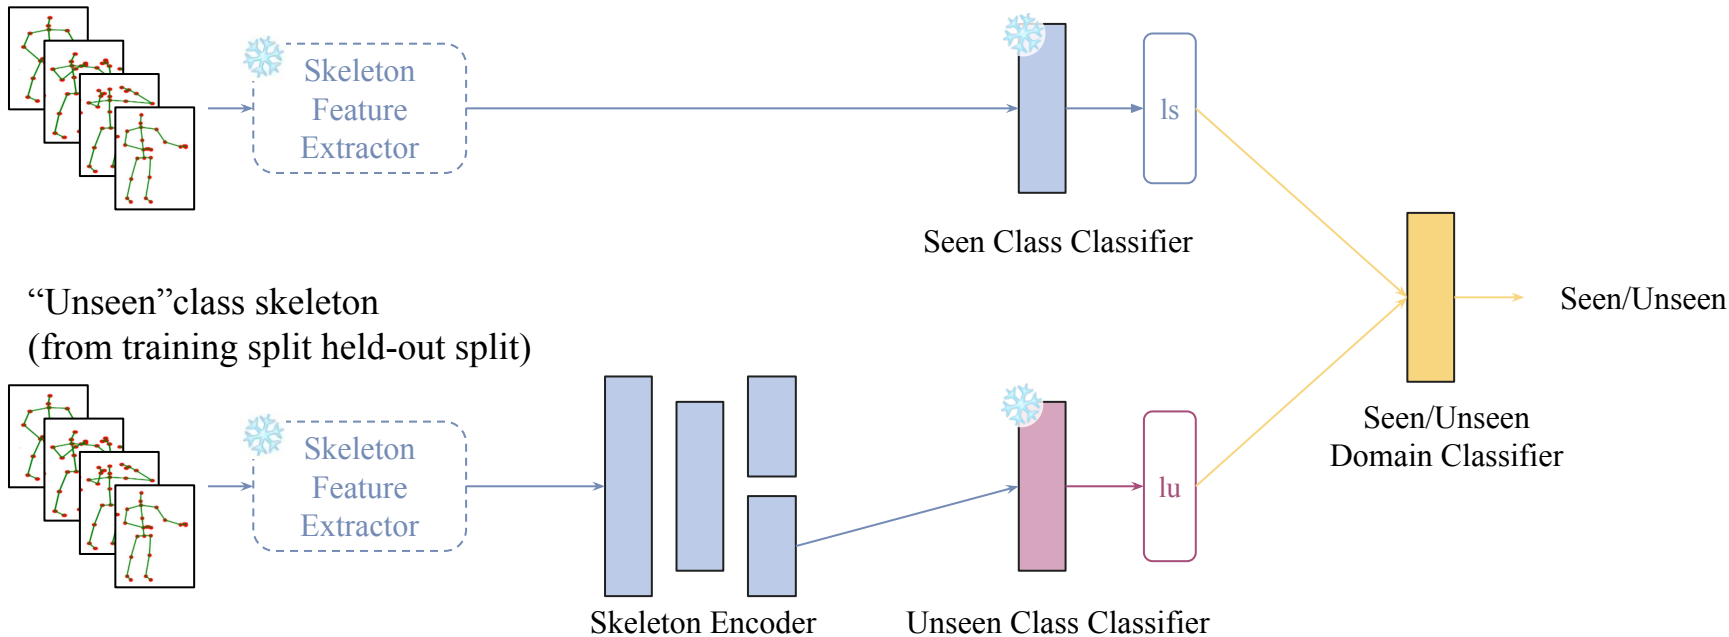 Skeleton
Feature
Extractor
ls
Seen Class Classifier
“Unseen”class skeleton
(from training split held-out split)
Seen/Unseen
Seen/Unseen
Domain Classifier
Skeleton
Feature
Extractor
lu
Skeleton Encoder
Unseen Class Classifier